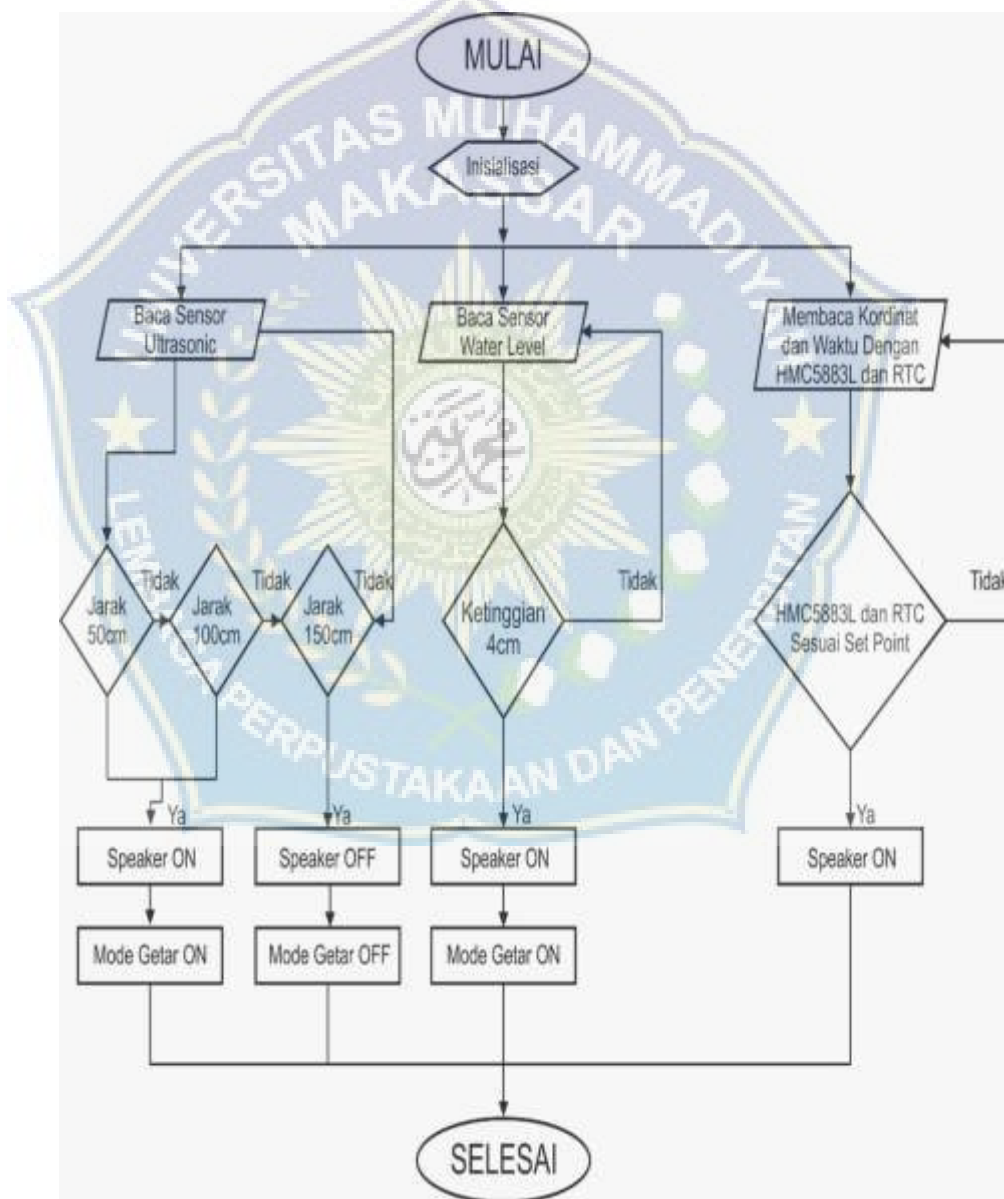 MULAI
Inisialisasi
UNIVERSITAS MUHAMMADIYAH
MAKASSAR
Baca Sensor
Ultrasonic
Baca Sensor
Water Level
Membaca Kordinat
dan Waktu Dengan
HMC5883L dan RTC
محمدية
Jarak
50cm
Tidak
Jarak
100cm
Tidak
Jarak
150cm
Tidak
Ketinggian
4cm
Tidak
HMC5883L dan RTC
Sesuai Set Point
Tidak
LEMBAGA PERPUSTAKAAN DAN PENERBITAN
Ya
Ya
Ya
Ya
Speaker ON
Speaker OFF
Speaker ON
Speaker ON
Mode Getar ON
Mode Getar OFF
Mode Getar ON
SELESAI